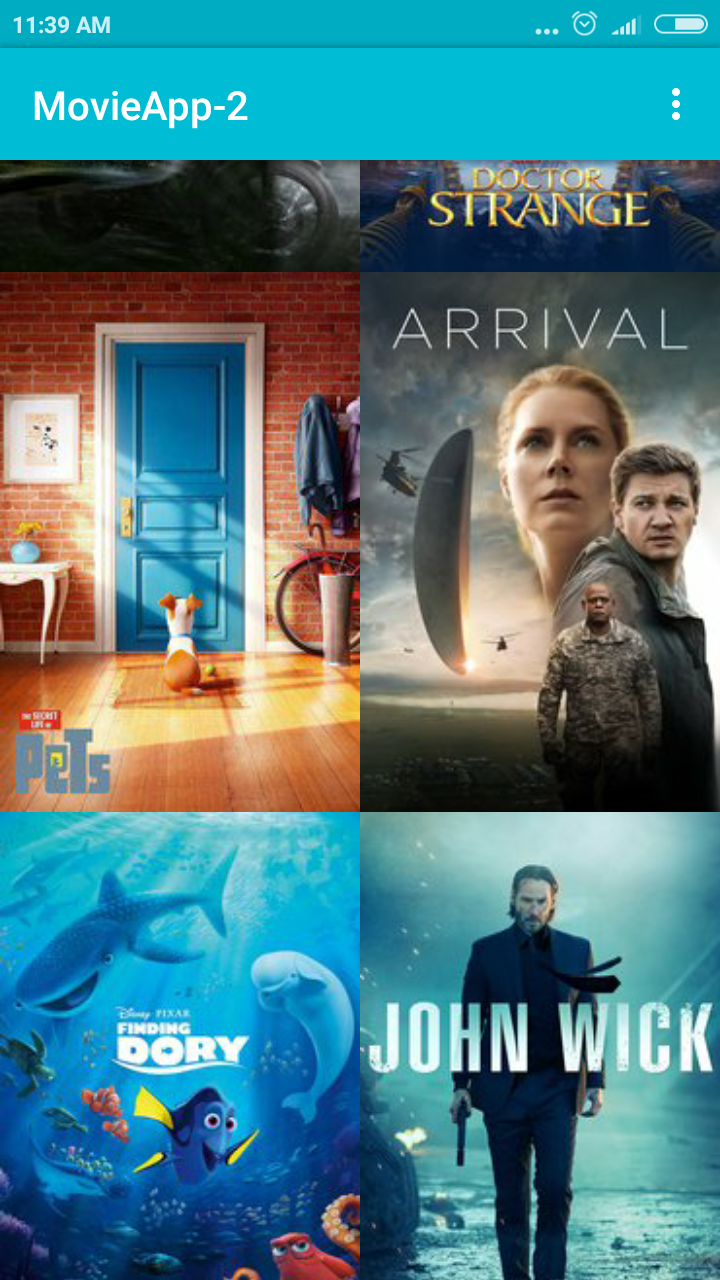 11:39 AM
MovieApp-2
DOCTOR
STRANGE
ARRIVAL
THE SECRET
LIFE OF
PeTs
Disney PIXAR
FINDING
DORY
JOHN WICK